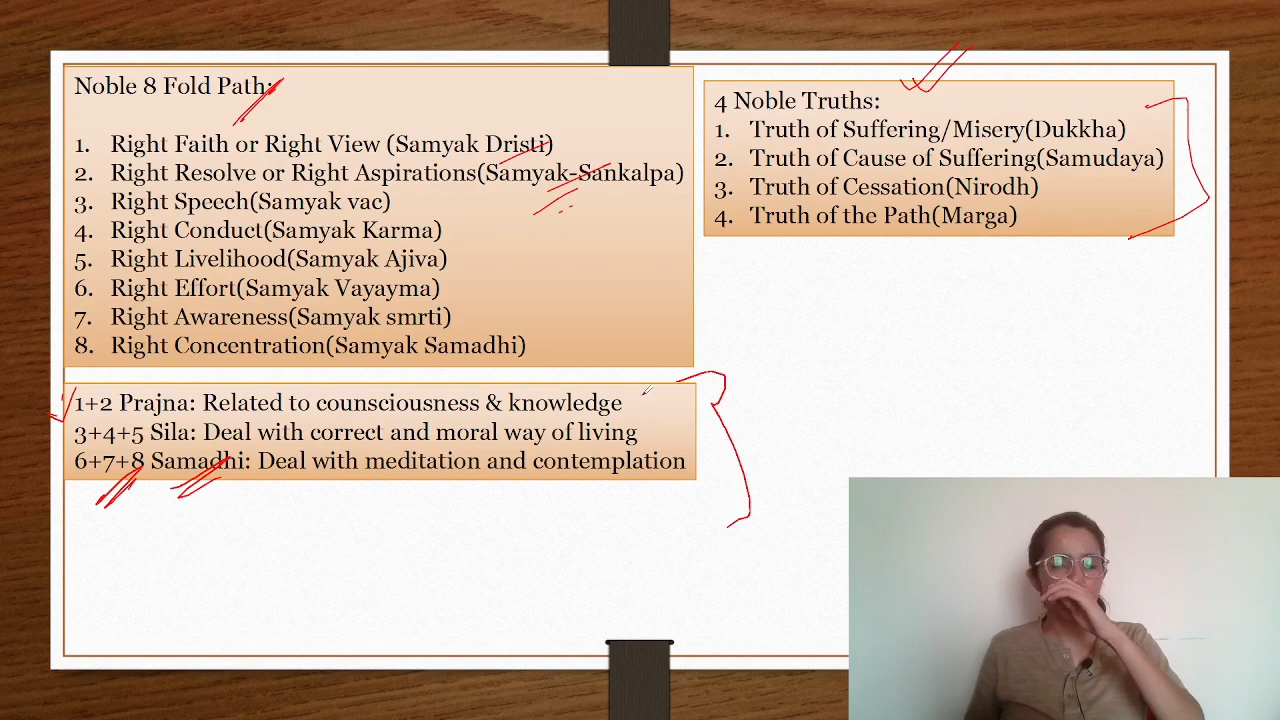 Noble 8 Fold Path:
1. Right Faith or Right View (Samyak Dristi)
2. Right Resolve or Right Aspirations(Samyak-Sankalpa)
3. Right Speech(Samyak vac)
4. Right Conduct(Samyak Karma)
5. Right Livelihood(Samyak Ajiva)
6. Right Effort(Samyak Vayayma)
7. Right Awareness(Samyak smrti)
8. Right Concentration(Samyak Samadhi)
1+2 Prajna: Related to counsciousness & knowledge
3+4+5 Sila: Deal with correct and moral way of living
6+7+8 Samadhi: Deal with meditation and contemplation
4 Noble Truths:
1. Truth of Suffering/Misery(Dukkha)
2. Truth of Cause of Suffering(Samudaya)
3. Truth of Cessation(Nirodh)
4. Truth of the Path(Marga)